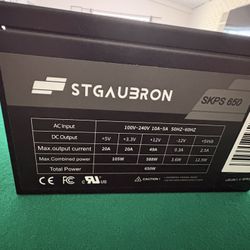 STGAUBRON
SKPS 650
AC Input 100V-240V 10A-5A 50HZ-60HZ
DC Output +5V +3.3V +12V -12V +5Vsb
Max.output current 20A 20A 49A 0.3A 2.5A
Max.Combined power 105W 588W 3.6W 12.5W
Total Power 650W